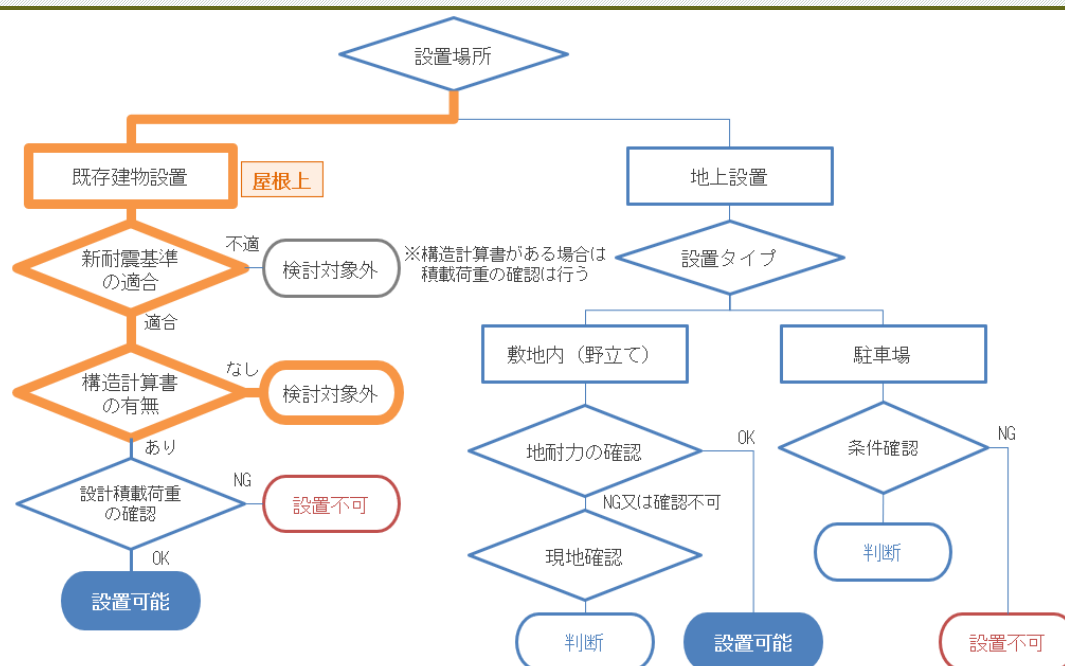 設置場所
既存建物設置
屋根上
地上設置
新耐震基準
の適合
不適
検討対象外
※構造計算書がある場合は
積載荷重の確認は行う
設置タイプ
適合
敷地内（野立て）
駐車場
構造計算書
の有無
なし
検討対象外
あり
地耐力の確認
OK
条件確認
NG
設計積載荷重
の確認
NG
設置不可
NG又は確認不可
OK
現地確認
判断
設置可能
判断
設置可能
設置不可